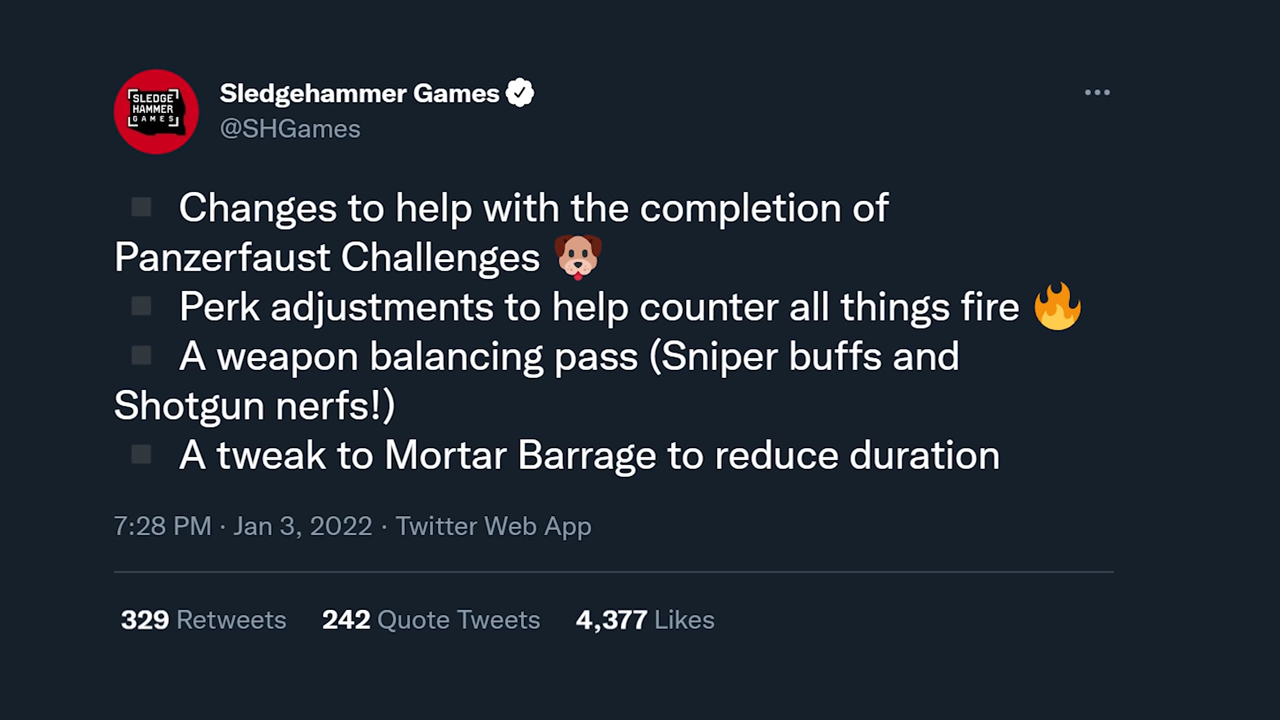 SLEDGE
HAMMER
GAMES
Sledgehammer Games
@SHGames
◾ Changes to help with the completion of
Panzerfaust Challenges 🐶
◾ Perk adjustments to help counter all things fire 🔥
◾ A weapon balancing pass (Sniper buffs and
Shotgun nerfs!)
◾ A tweak to Mortar Barrage to reduce duration
7:28 PM · Jan 3, 2022 · Twitter Web App
329 Retweets 242 Quote Tweets 4,377 Likes